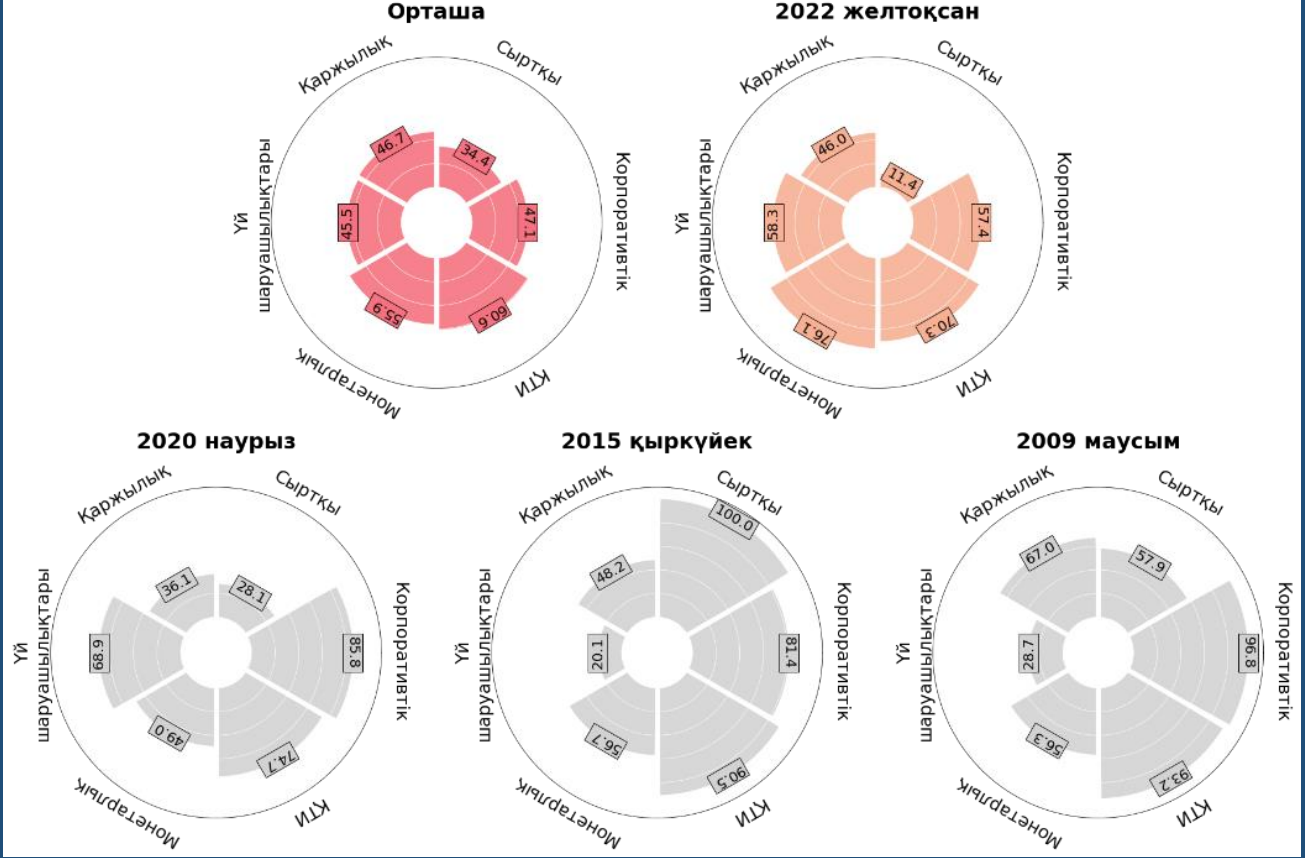 Орташа
Қаржылық
Сыртқы
46.7
34.4
Үй
шаруашылықтары
45.5
47.1
Корпоративтік
55.9
60.6
Монетарлық
ҚТИ
2022 желтоқсан
Қаржылық
Сыртқы
46.0
11.4
Үй
шаруашылықтары
58.3
57.4
Корпоративтік
76.1
70.3
Монетарлық
ҚТИ
2020 наурыз
Қаржылық
Сыртқы
36.1
28.1
Үй
шаруашылықтары
68.9
85.8
Корпоративтік
49.0
74.7
Монетарлық
ҚТИ
2015 қыркүйек
Қаржылық
Сыртқы
48.2
100.0
Үй
шаруашылықтары
20.1
81.4
Корпоративтік
56.7
90.5
Монетарлық
ҚТИ
2009 маусым
Қаржылық
Сыртқы
67.0
57.9
Үй
шаруашылықтары
28.7
96.8
Корпоративтік
56.3
93.2
Монетарлық
ҚТИ